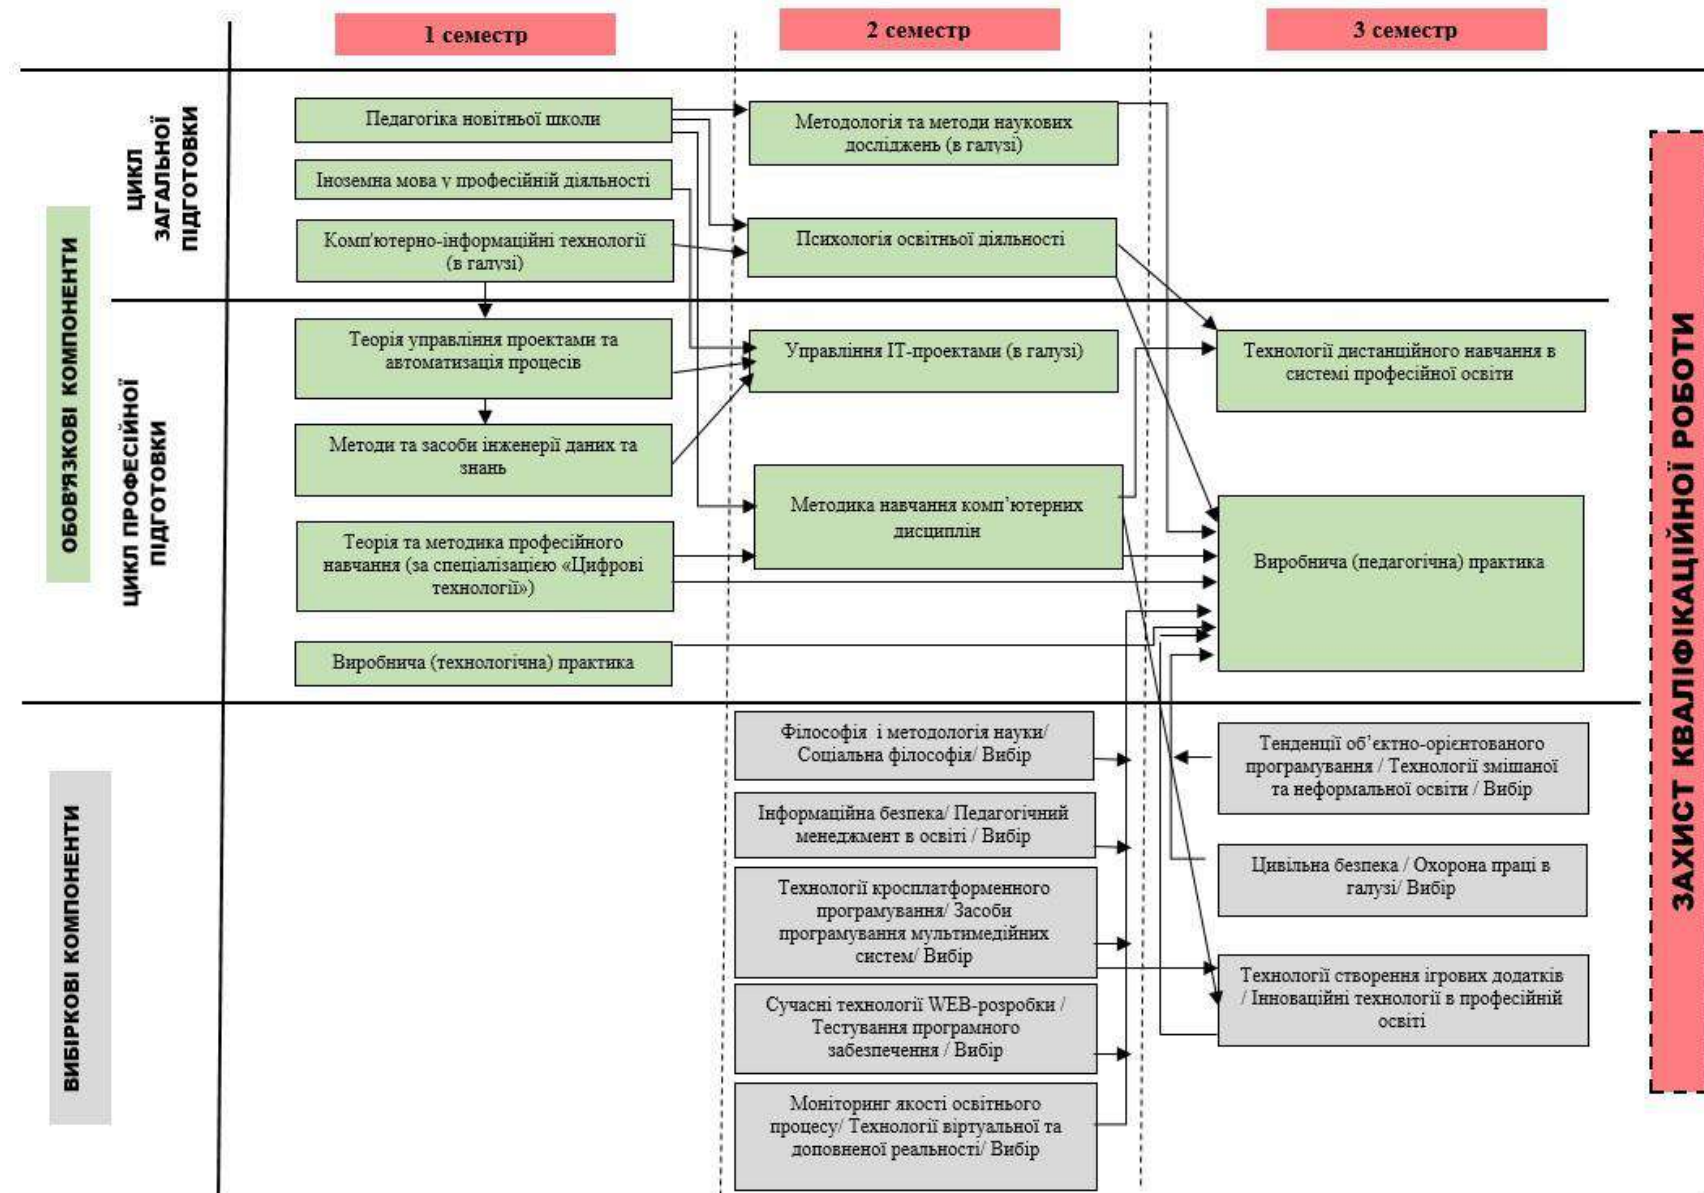 1 семестр
2 семестр
3 семестр
ОБОВ'ЯЗКОВІ КОМПОНЕНТИ
ЦИКЛ
ЗАГАЛЬНОЇ
ПІДГОТОВКИ
Педагогіка новітньої школи
Іноземна мова у професійній діяльності
Комп'ютерно-інформаційні технології
(в галузі)
Методологія та методи наукових
досліджень (в галузі)
Психологія освітньої діяльності
ЦИКЛ ПРОФЕСІЙНОЇ
ПІДГОТОВКИ
Теорія управління проектами та
автоматизація процесів
Методи та засоби інженерії даних та
знань
Теорія та методика професійного
навчання (за спеціалізацією «Цифрові
технології»)
Виробнича (технологічна) практика
Управління ІТ-проектами (в галузі)
Методика навчання комп’ютерних
дисциплін
Технології дистанційного навчання в
системі професійної освіти
Виробнича (педагогічна) практика
ВИБІРКОВІ КОМПОНЕНТИ
Філософія і методологія науки/
Соціальна філософія/ Вибір
Інформаційна безпека/ Педагогічний
менеджмент в освіті / Вибір
Технології кросплатформенного
програмування/ Засоби
програмування мультимедійних
систем/ Вибір
Сучасні технології WEB-розробки /
Тестування програмного
забезпечення / Вибір
Моніторинг якості освітнього
процесу/ Технології віртуальної та
доповненої реальності/ Вибір
Тенденції об’єктно-орієнтованого
програмування / Технології змішаної
та неформальної освіти / Вибір
Цивільна безпека / Охорона праці в
галузі/ Вибір
Технології створення ігрових додатків
/ Інноваційні технології в професійній
освіті
ЗАХИСТ КВАЛІФІКАЦІЙНОЇ РОБОТИ